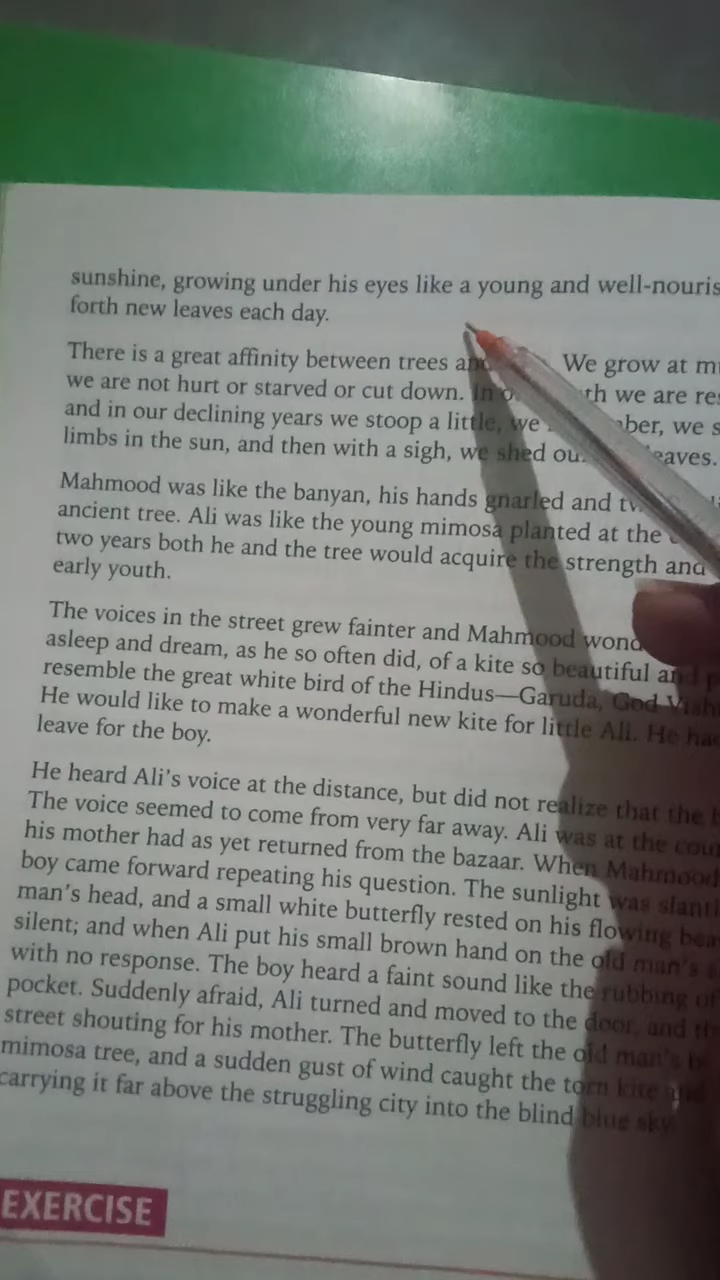 sunshine, growing under his eyes like a young and well-nouris
forth new leaves each day.
There is a great affinity between trees We grow at
we are not hurt or starved or cut down. In we are
and in our declining years we stoop a little, we we
limbs in the sun, and then with a sigh, we shed leaves.
Mahmood was like the banyan, his hands gnarled and
ancient tree. Ali was like the young mimosa planted at the
two years both he and the tree would acquire the strength and
early youth.
The voices in the street grew fainter and Mahmood
asleep and dream, as he so often did, of a kite so beautiful and
resemble the great white bird of the Hindus—Garuda, God
He would like to make a wonderful new kite for little Ali. He had
leave for the boy.
He heard Ali's voice at the distance, but did not realize that the
The voice seemed to come from very far away. Ali was at the
his mother had as yet returned from the bazaar. When Mahmood
boy came forward repeating his question. The sunlight was
man's head, and a small white butterfly rested on his flowing
silent; and when Ali put his small brown hand on the old man's
with no response. The boy heard a faint sound like the rubbing of
pocket. Suddenly afraid, Ali turned and moved to the door, and
street shouting for his mother. The butterfly left the old man's
mimosa tree, and a sudden gust of wind caught the torn kite and
carrying it far above the struggling city into the blind blue sky.
EXERCISE